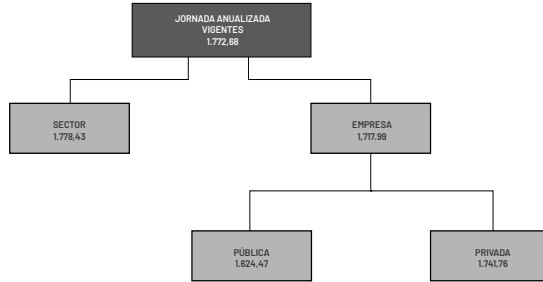 JORNADA ANUALIZADA
VIGENTES
1.772,68
SECTOR
1.778,43
EMPRESA
1,717.99
PÚBLICA
1.624,47
PRIVADA
1.741,76